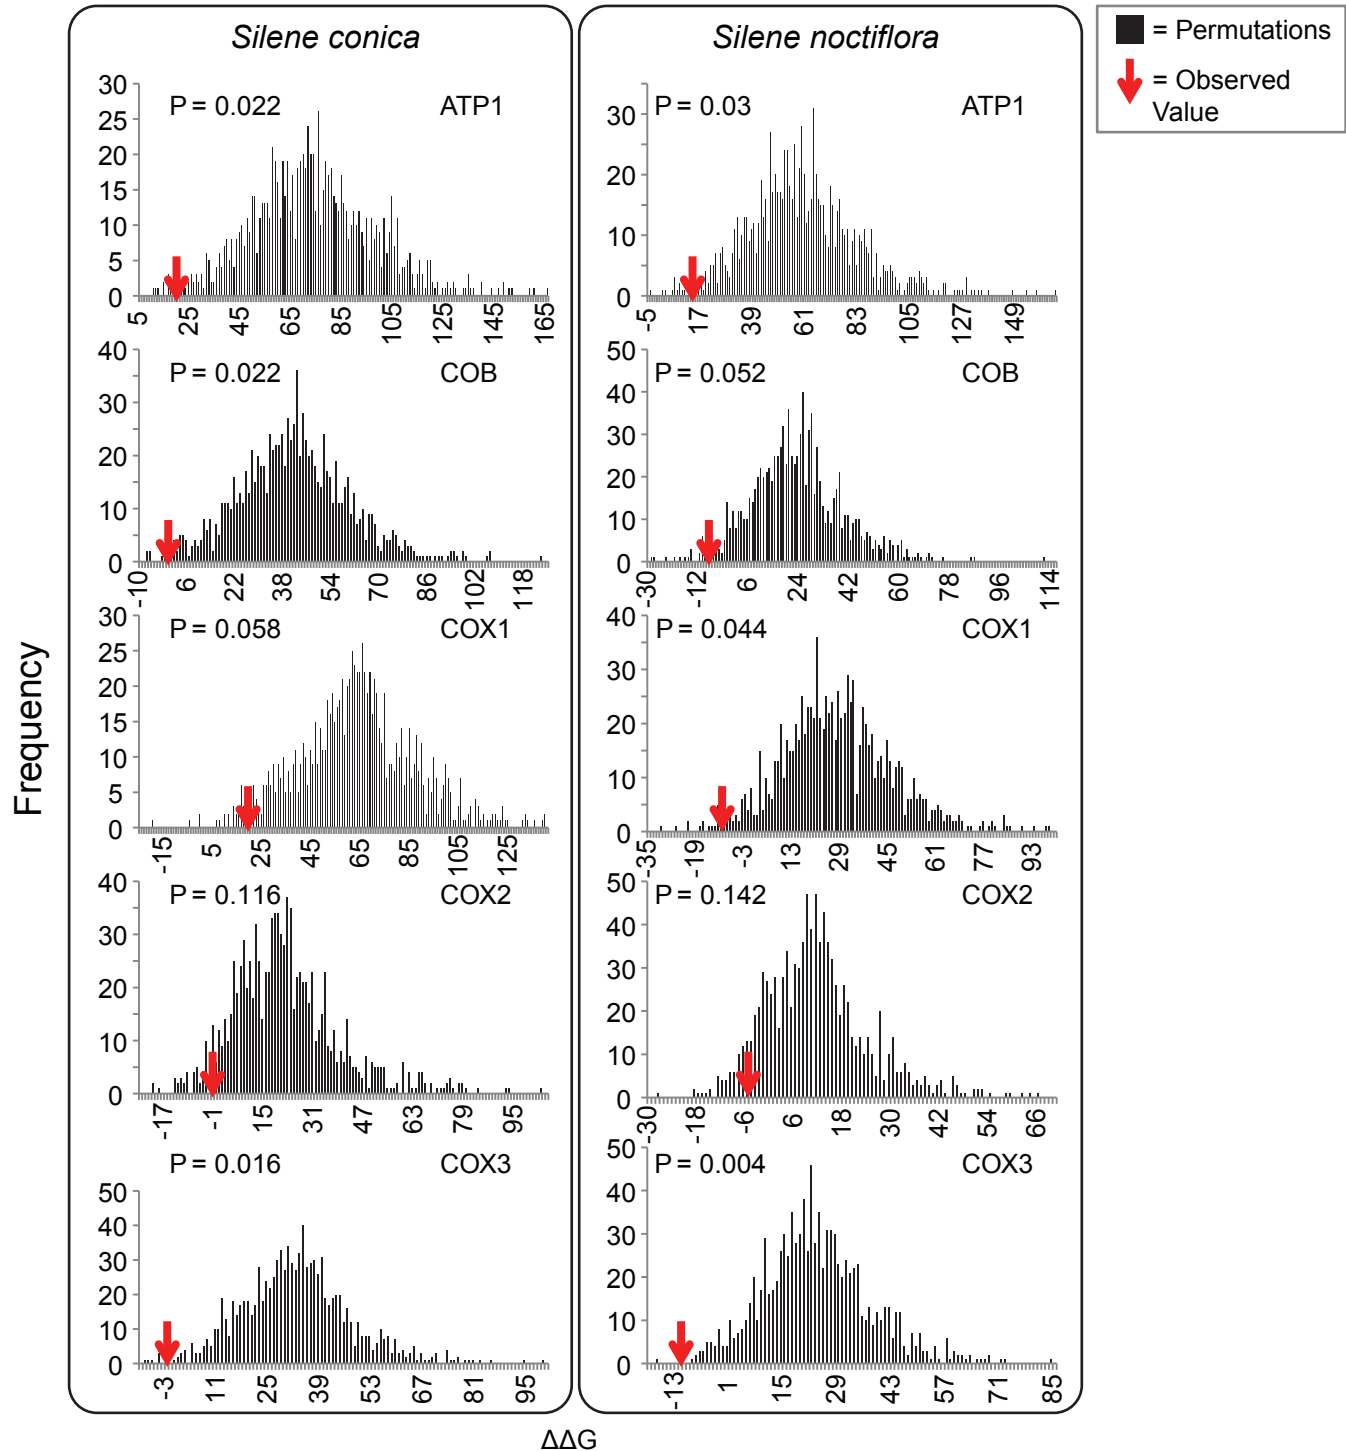 Silene conica
Silene noctiflora
= Permutations
= Observed
Value
Frequency
P = 0.022
ATP1
30
25
20
15
10
5
0
5 25 45 65 85 105 125 145 165
P = 0.03
ATP1
30
20
10
0
-5 17 39 61 83 105 127 149
P = 0.022
COB
40
30
20
10
0
-10 6 22 38 54 70 86 102 118
P = 0.052
COB
50
40
30
20
10
0
-30 -12 6 24 42 60 78 96 114
P = 0.058
COX1
30
25
20
15
10
5
0
-15 5 25 45 65 85 105 125
P = 0.044
COX1
40
30
20
10
0
-35 -19 -3 13 29 45 61 77 93
P = 0.116
COX2
40
30
20
10
0
-17 -1 15 31 47 63 79 95
P = 0.142
COX2
50
40
30
20
10
0
-30 -18 -6 6 18 30 42 54 66
P = 0.016
COX3
50
40
30
20
10
0
-3 11 25 39 53 67 81 95
P = 0.004
COX3
50
40
30
20
10
0
-13 1 15 29 43 57 71 85
ΔΔG